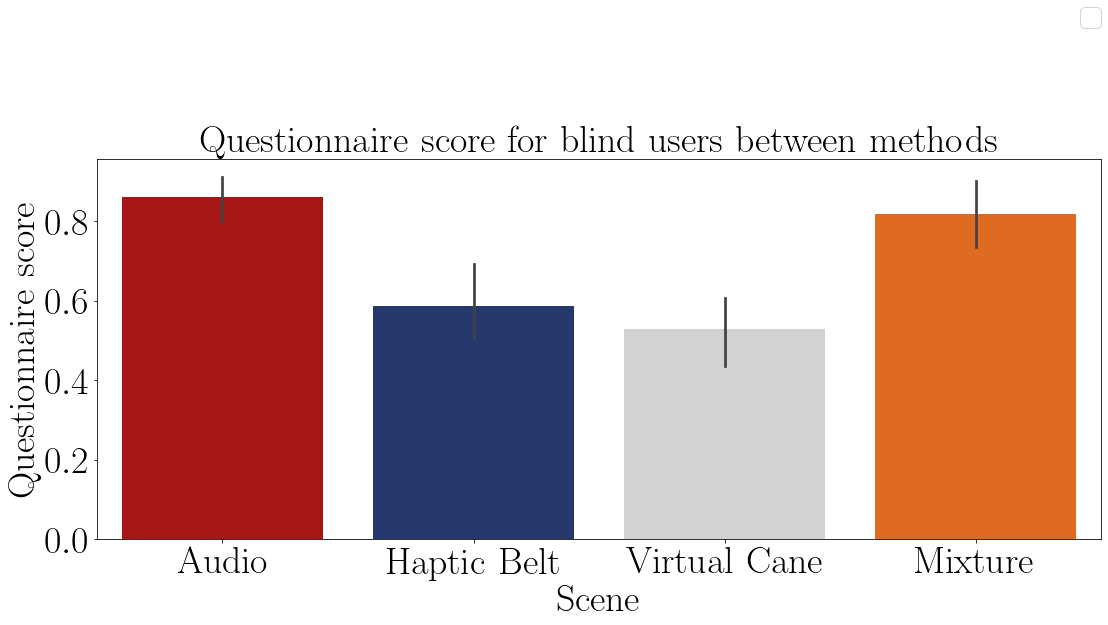 Questionnaire score for blind users between methods
Questionnaire score
0.8
0.6
0.4
0.2
0.0
Audio
Haptic Belt
Virtual Cane
Mixture
Scene